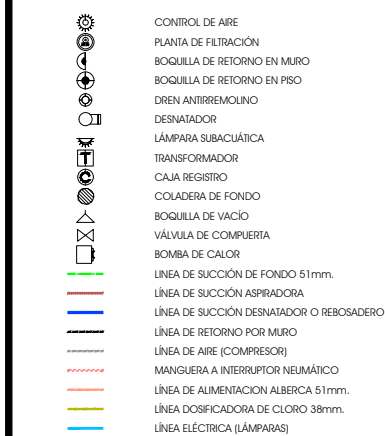 CONTROL DE AIRE
PLANTA DE FILTRACIÓN
BOQUILLA DE RETORNO EN MURO
BOQUILLA DE RETORNO EN PISO
DREN ANTIRREMOLINO
DESNATADOR
LÁMPARA SUBACUÁTICA
T TRANSFORMADOR
C CAJA REGISTRO
COLADERA DE FONDO
BOQUILLA DE VACÍO
VÁLVULA DE COMPUERTA
BOMBA DE CALOR
LINEA DE SUCCIÓN DE FONDO 51mm.
LÍNEA DE SUCCIÓN ASPIRADORA
LÍNEA DE SUCCIÓN DESNATADOR O REBOSADERO
LÍNEA DE RETORNO POR MURO
LÍNEA DE AIRE (COMPRESOR)
MANGUERA A INTERRUPTOR NEUMÁTICO
LÍNEA DE ALIMENTACION ALBERCA 51mm.
LÍNEA DOSIFICADORA DE CLORO 38mm.
LÍNEA ELÉCTRICA (LÁMPARAS)